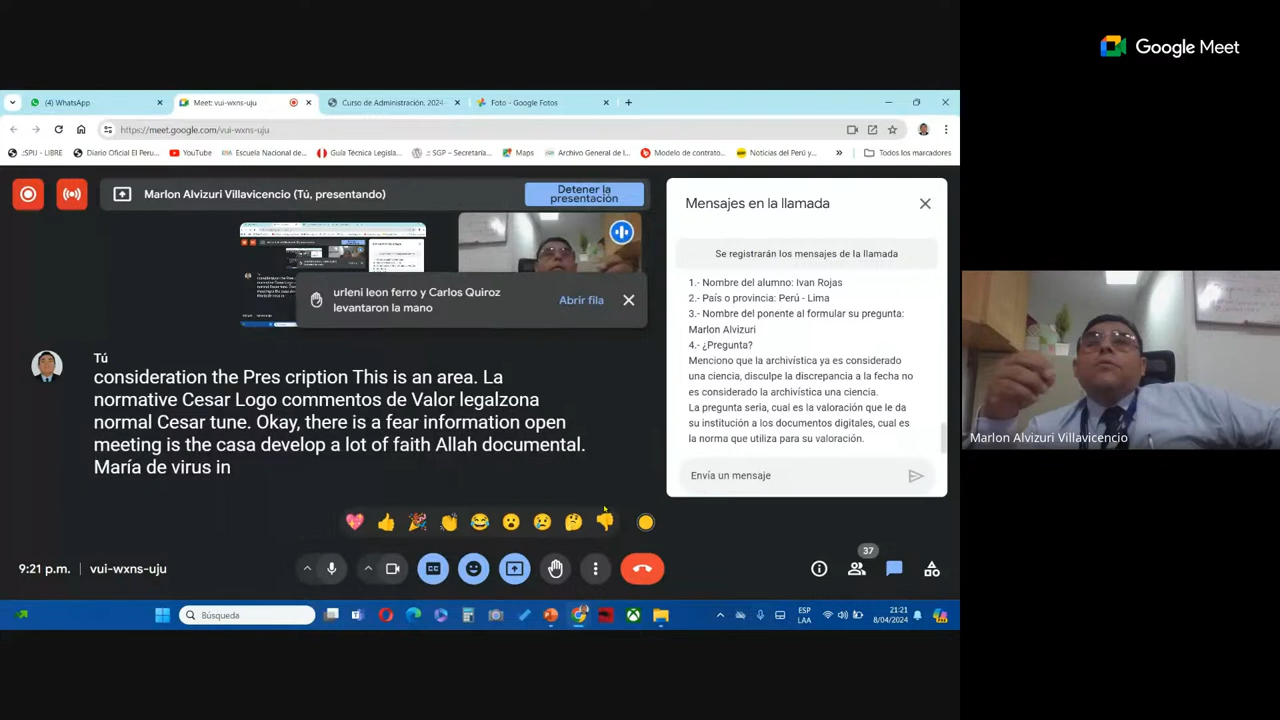 Google Meet
(4) WhatsApp
Meet: vui-wxns-uju
Curso de Administración. 2024
Foto - Google Fotos
https://meet.google.com/vui-wxns-uju
:SPIJ - LIBRE
Diario Oficial El Peru...
YouTube
Escuela Nacional de...
Guía Técnica Legisla...
:: SGP – Secretaría...
Maps
Archivo General de l...
Modelo de contrato...
Noticias del Perú y...
»
Todos los marcadores
Marlon Alvizuri Villavicencio (Tú, presentando)
Detener la
presentación
urleni leon ferro y Carlos Quiroz
levantaron la mano
Abrir fila
Tú
consideration the Pres cription This is an area. La
normative Cesar Logo commentos de Valor legalzona
normal Cesar tune. Okay, there is a fear information open
meeting is the casa develop a lot of faith Allah documental.
María de virus in
Mensajes en la llamada
Se registrarán los mensajes de la llamada
1.- Nombre del alumno: Ivan Rojas
2.- País o provincia: Perú - Lima
3.- Nombre del ponente al formular su pregunta:
Marlon Alvizuri
4.- ¿Pregunta?
Menciono que la archivística ya es considerado
una ciencia, disculpe la discrepancia a la fecha no
es considerado la archivística una ciencia.
La pregunta seria, cual es la valoración que le da
su institución a los documentos digitales, cual es
la norma que utiliza para su valoración.
Envía un mensaje
Marlon Alvizuri Villavicencio
9:21 p.m.
vui-wxns-uju
CC
37
Búsqueda
ESP
LAA
21:21
8/04/2024